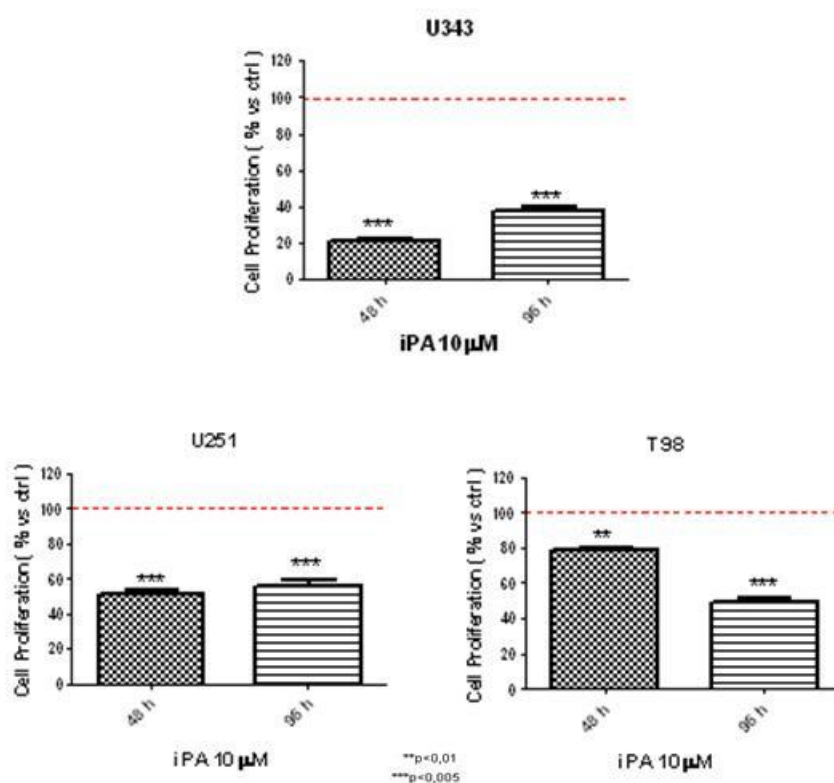 U343
Cell Proliferation ( % vs ctrl )
120
100
80
60
40
20
0
***
***
48 h
96 h
iPA 10 µM
U251
Cell Proliferation ( % vs ctrl )
120
100
80
60
40
20
0
***
***
48 h
96 h
iPA 10 µM
T98
Cell Proliferation ( % vs ctrl )
120
100
80
60
40
20
0
**
***
48 h
96 h
iPA 10 µM
**p<0,01
***p<0,005